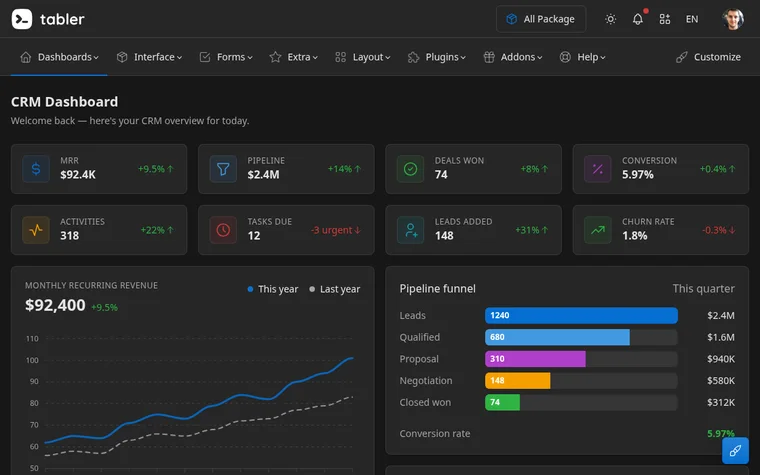 tabler
All Package
EN
Dashboards
Interface
Forms
Extra
Layout
Plugins
Addons
Help
Customize
CRM Dashboard
Welcome back — here's your CRM overview for today.
MRR
$92.4K
+9.5% ↑
PIPELINE
$2.4M
+14% ↑
DEALS WON
74
+8% ↑
CONVERSION
5.97%
+0.4% ↑
ACTIVITIES
318
+22% ↑
TASKS DUE
12
-3 urgent ↓
LEADS ADDED
148
+31% ↑
CHURN RATE
1.8%
-0.3% ↓
MONTHLY RECURRING REVENUE
$92,400 +9.5%
This year
Last year
110
100
90
80
70
60
50
Pipeline funnel
This quarter
Leads 1240 $2.4M
Qualified 680 $1.6M
Proposal 310 $940K
Negotiation 148 $580K
Closed won 74 $312K
Conversion rate 5.97%